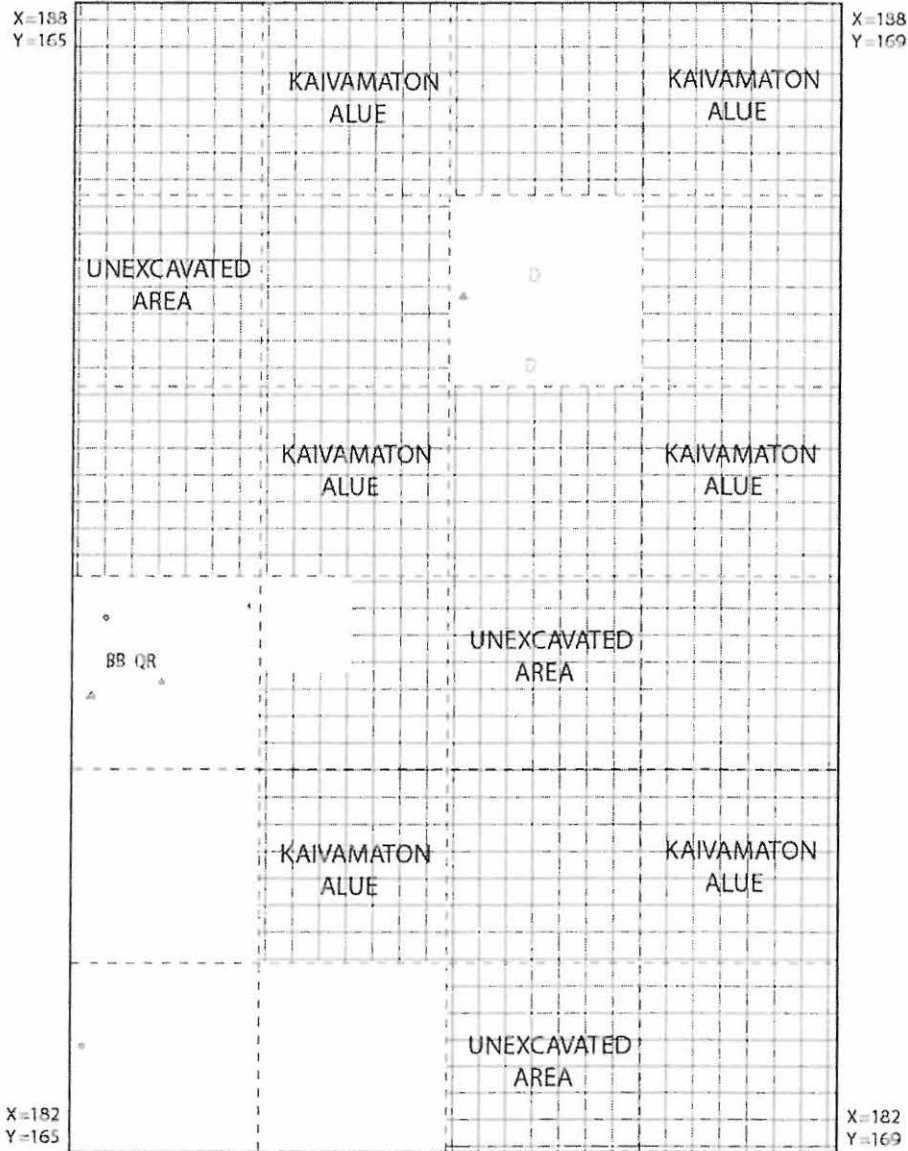 X=188
Y=165
X=188
Y=169
KAIVAMATON
ALUE
KAIVAMATON
ALUE
UNEXCAVATED
AREA
D
D
KAIVAMATON
ALUE
KAIVAMATON
ALUE
BB QR
UNEXCAVATED
AREA
KAIVAMATON
ALUE
KAIVAMATON
ALUE
UNEXCAVATED
AREA
X=182
Y=165
X=182
Y=169